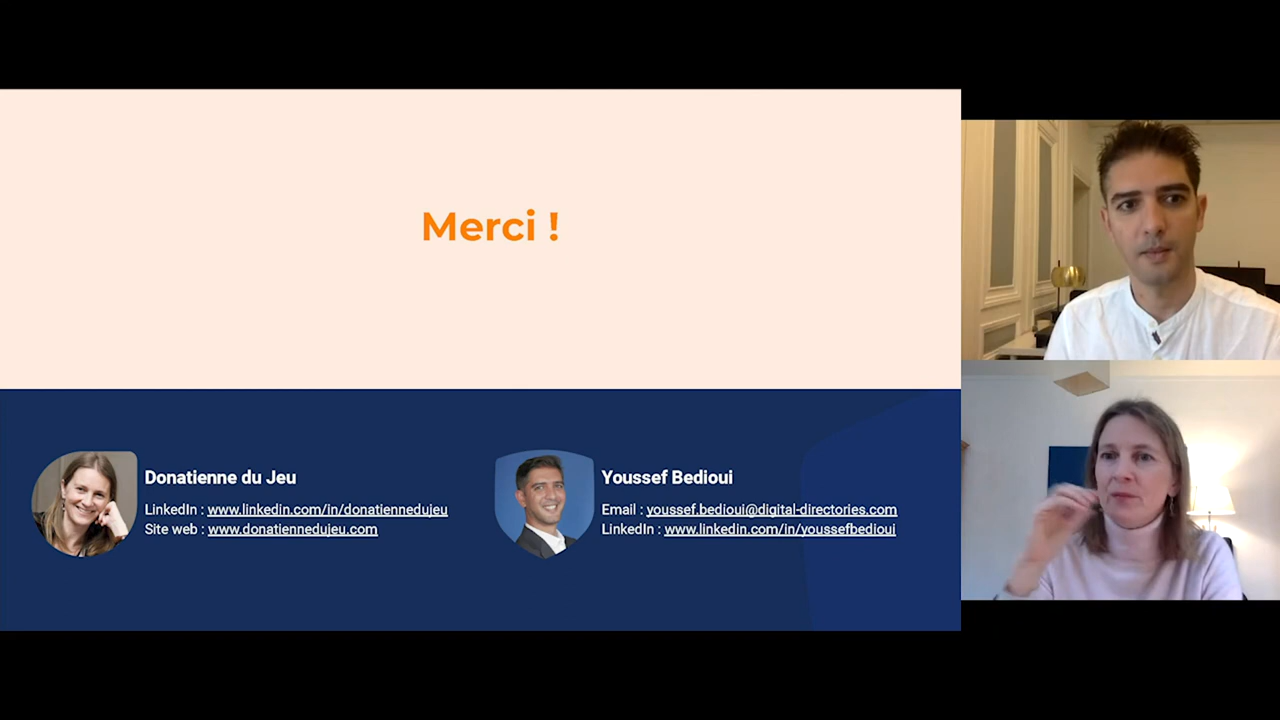 Merci !
Donatienne du Jeu
LinkedIn : www.linkedin.com/in/donatiennedujeu
Site web : www.donatiennedujeu.com
Youssef Bedioui
Email : youssef.bedioui@digital-directories.com
LinkedIn : www.linkedin.com/in/youssefbedioui